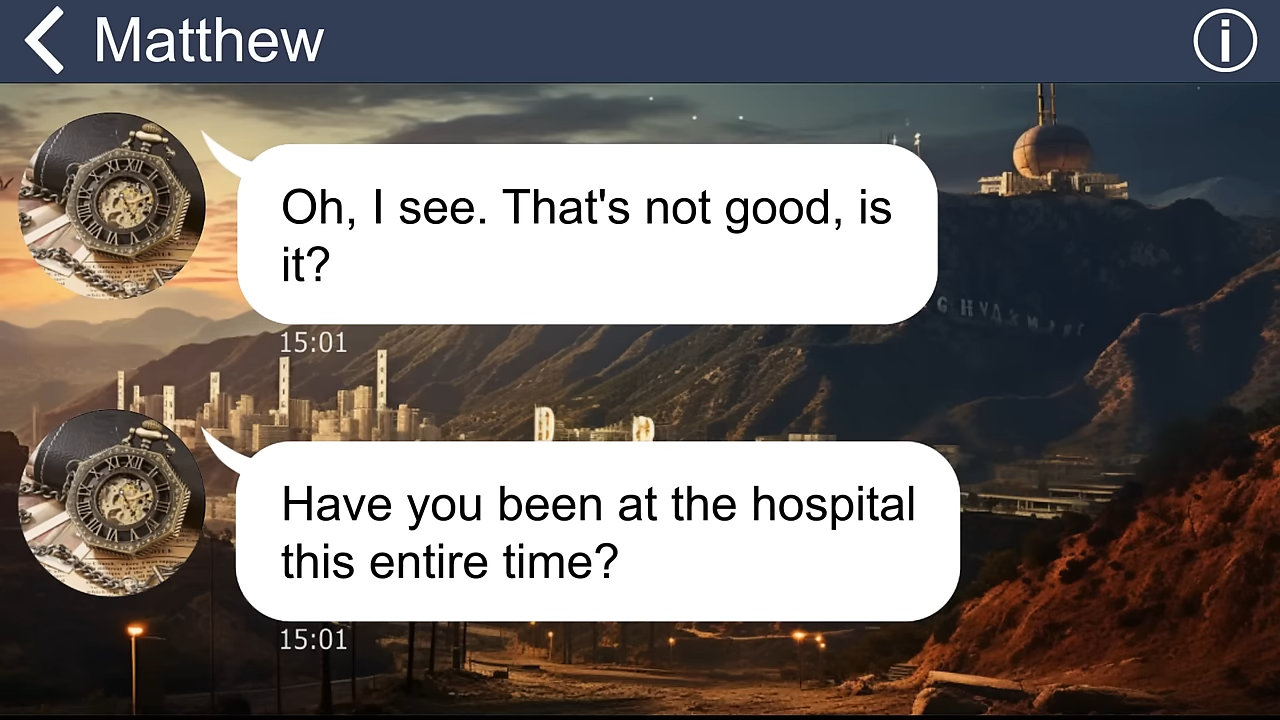 Matthew
Oh, I see. That's not good, is
it?
15:01
Have you been at the hospital
this entire time?
15:01